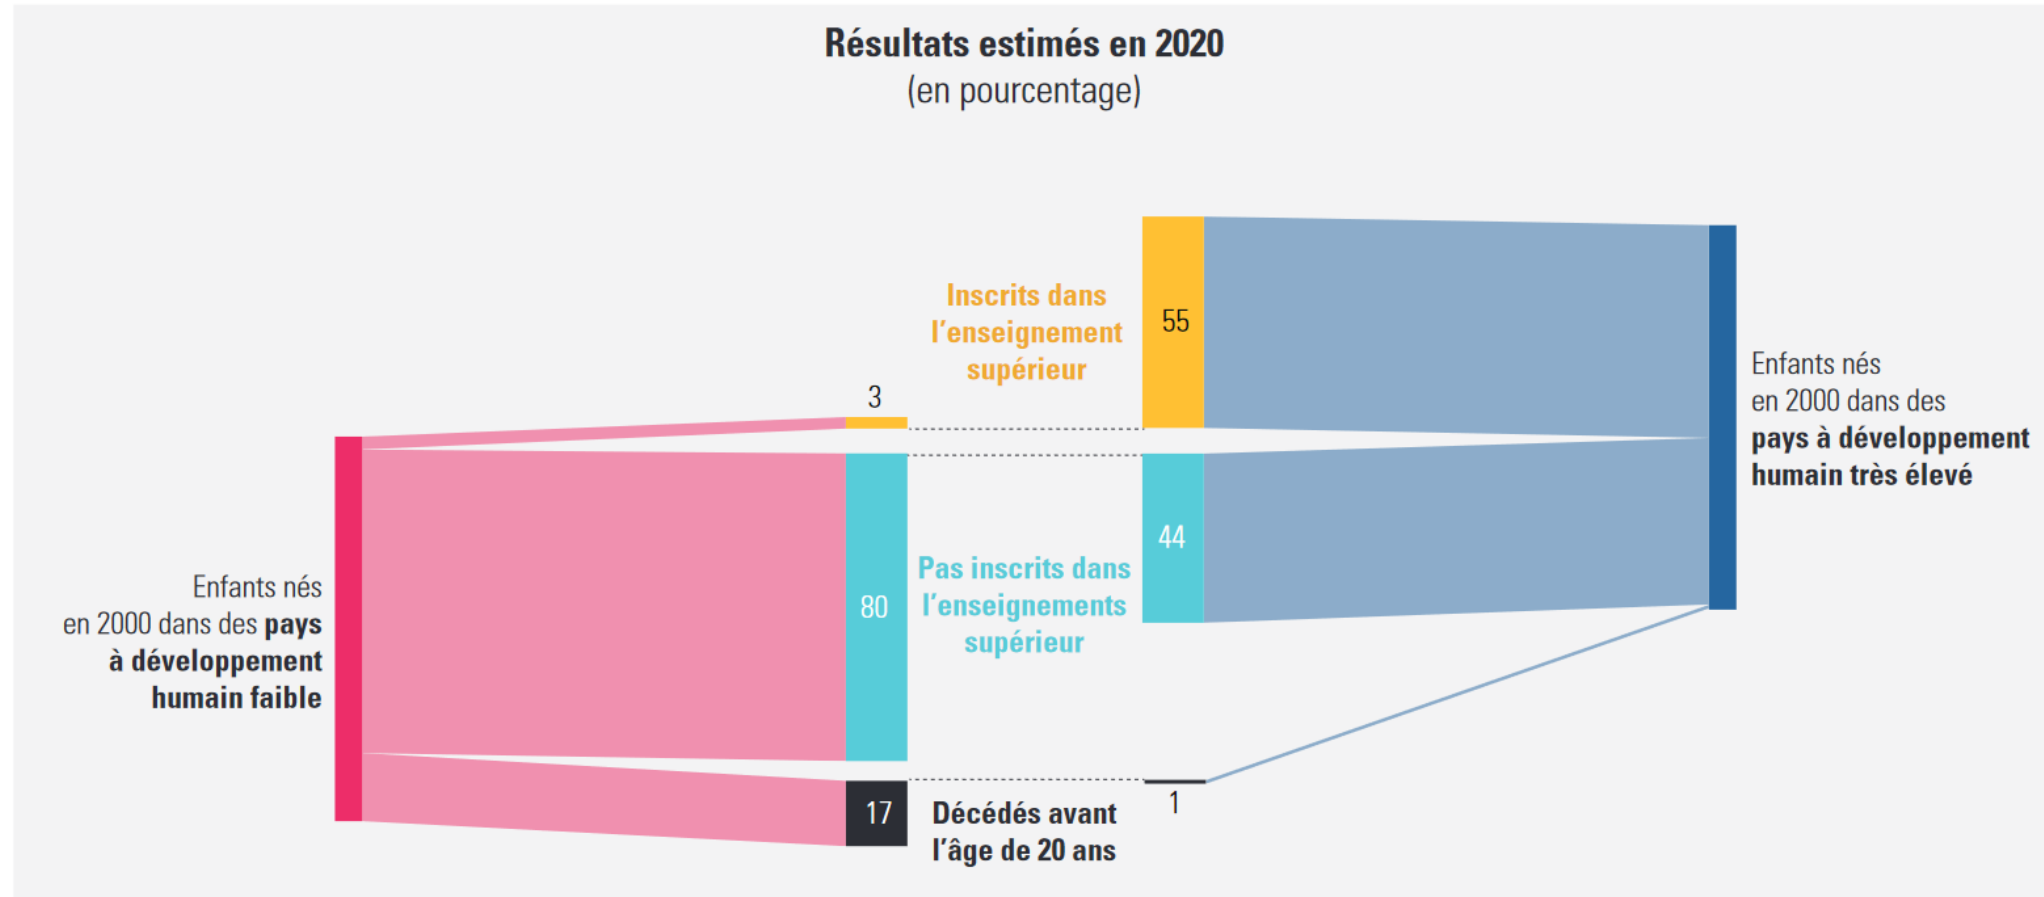 Résultats estimés en 2020
(en pourcentage)
Inscrits dans
l'enseignement
supérieur
55
3
Enfants nés
en 2000 dans des
pays à développement
humain très élevé
44
Pas inscrits dans
l'enseignements
supérieur
80
Enfants nés
en 2000 dans des pays
à développement
humain faible
17
Décédés avant
l'âge de 20 ans
1